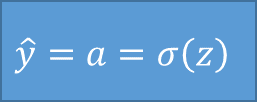 ŷ = a = σ(z)